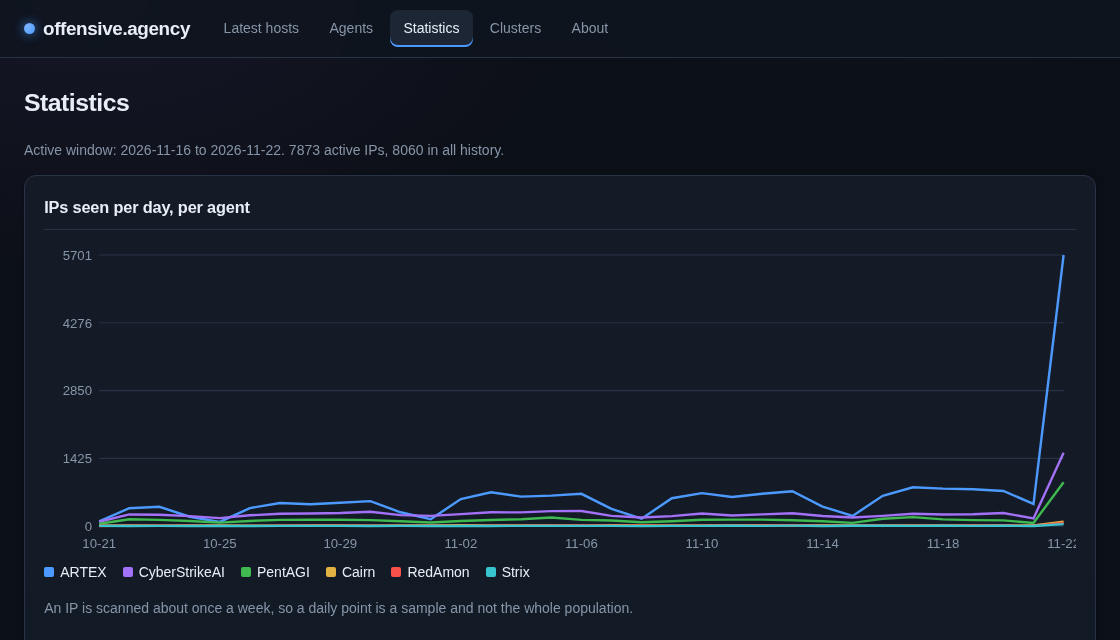 offensive.agency Latest hosts Agents Statistics Clusters About
Statistics
Active window: 2026-11-16 to 2026-11-22. 7873 active IPs, 8060 in all history.
IPs seen per day, per agent
5701
4276
2850
1425
0
10-21 10-25 10-29 11-02 11-06 11-10 11-14 11-18 11-22
ARTEX CyberStrikeAI PentAGI Cairn RedAmon Strix
An IP is scanned about once a week, so a daily point is a sample and not the whole population.